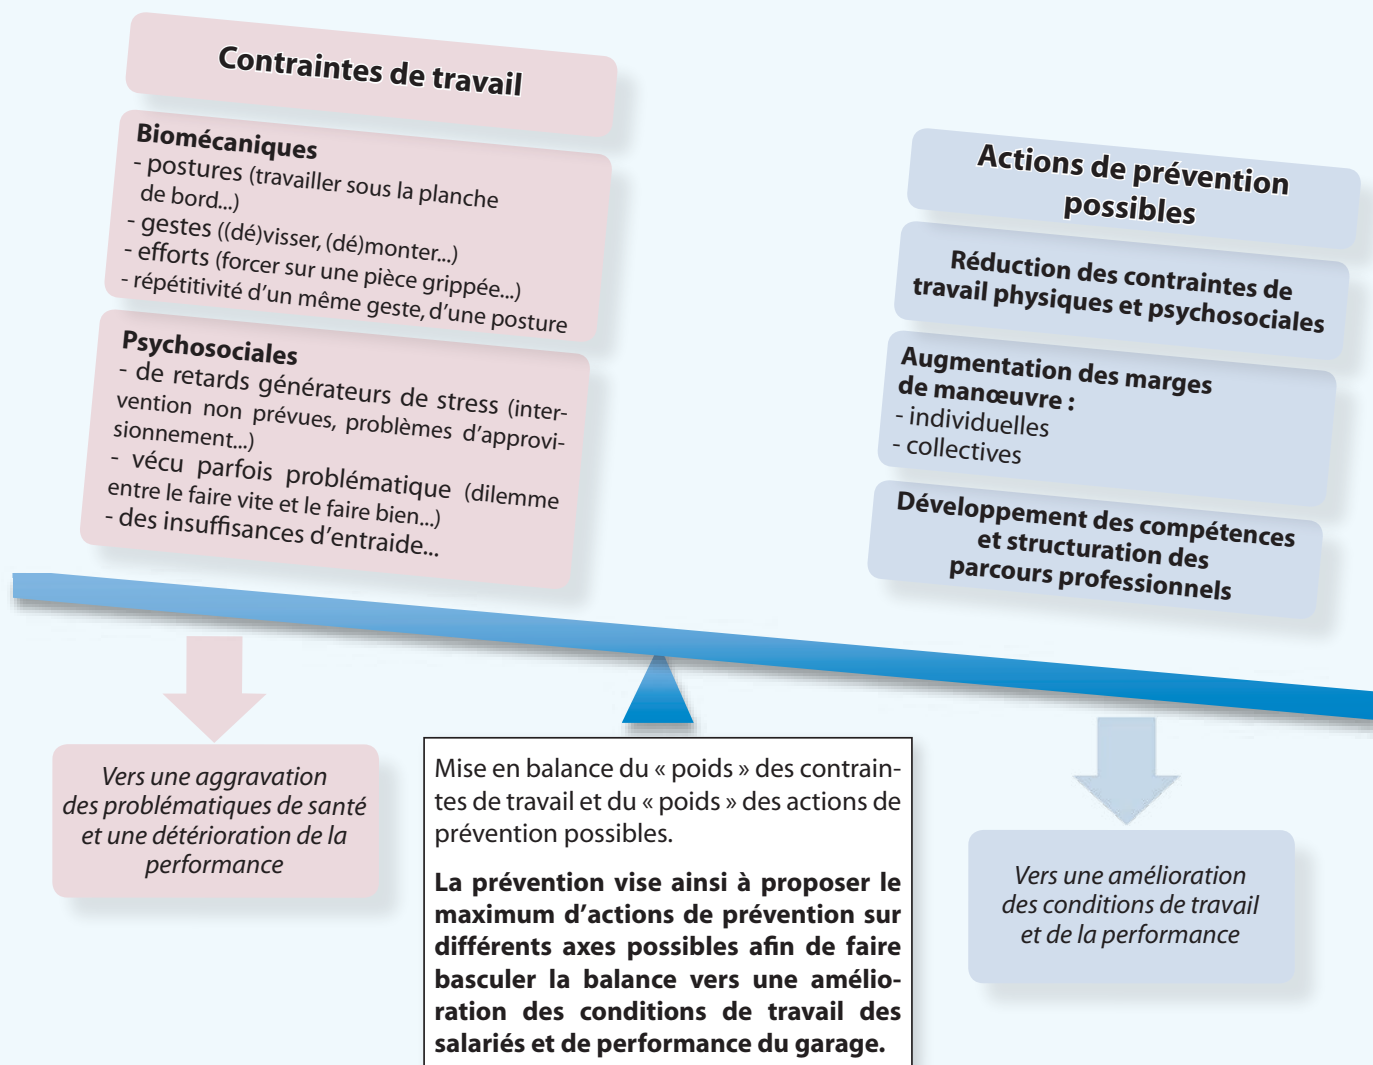 Contraintes de travail
Biomécaniques
- postures (travailler sous la planche
de bord...)
- gestes ((dé)visser, (dé)monter...)
- efforts (forcer sur une pièce grippée...)
- répétitivité d’un même geste, d’une posture
Psychosociales
- de retards générateurs de stress (inter-
vention non prévues, problèmes d’approvi-
sionnement...)
- vécu parfois problématique (dilemme
entre le faire vite et le faire bien...)
- des insuffisances d’entraide...
Actions de prévention
possibles
Réduction des contraintes de
travail physiques et psychosociales
Augmentation des marges
de manœuvre :
- individuelles
- collectives
Développement des compétences
et structuration des
parcours professionnels
Vers une aggravation
des problématiques de santé
et une détérioration de la
performance
Mise en balance du « poids » des contrain-
tes de travail et du « poids » des actions de
prévention possibles.
La prévention vise ainsi à proposer le
maximum d’actions de prévention sur
différents axes possibles afin de faire
basculer la balance vers une amélio-
ration des conditions de travail des
salariés et de performance du garage.
Vers une amélioration
des conditions de travail
et de la performance